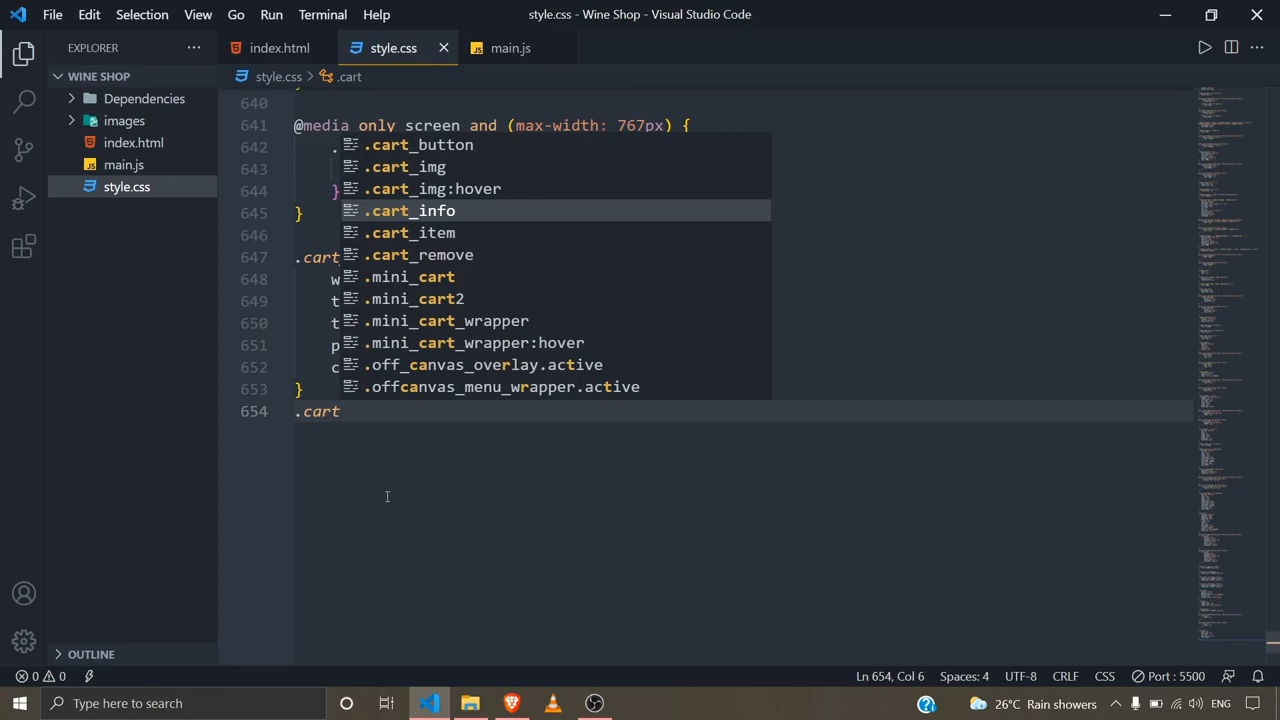 File Edit Selection View Go Run Terminal Help style.css - Wine Shop - Visual Studio Code
EXPLORER
index.html
style.css
main.js
WINE SHOP
style.css > .cart
Dependencies
images
index.html
main.js
style.css
640
641 @media only screen and (max-width: 767px) {
642 .
643
644 }
645 }
646
647 .cart
648 w
649 t
650 t
651 p
652 c
653 }
654 .cart
.cart_button
.cart_img
.cart_img:hover
.cart_info
.cart_item
.cart_remove
.mini_cart
.mini_cart2
.mini_cart_wrapper
.mini_cart_wrapper:hover
.off_canvas_overlay.active
.offcanvas_menu_wrapper.active
OUTLINE
0 0 Ln 654, Col 6 Spaces: 4 UTF-8 CRLF CSS Port : 5500
Type here to search 26°C Rain showers ENG